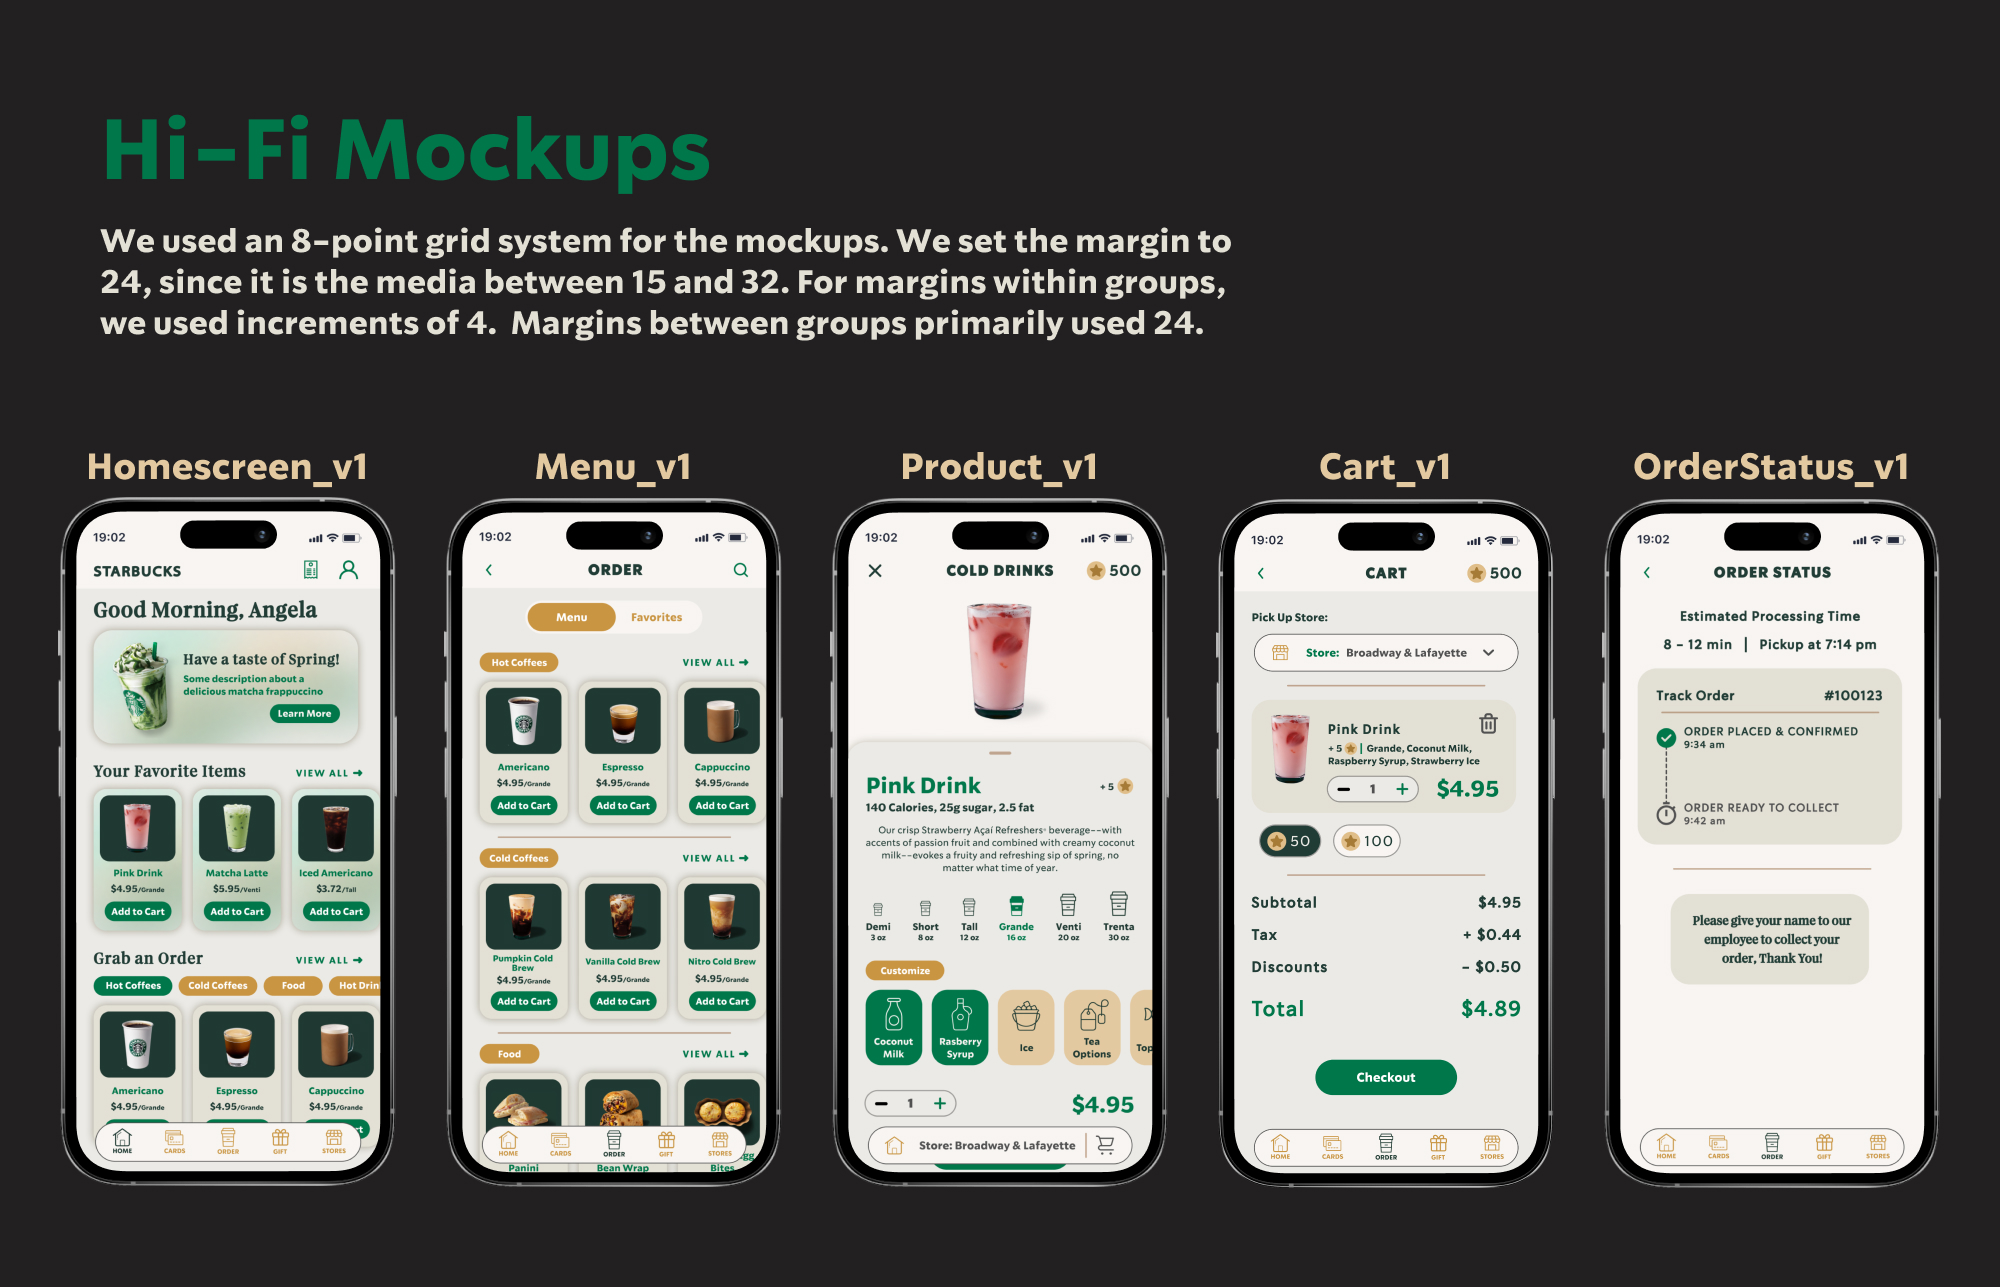 Hi-Fi Mockups
We used an 8-point grid system for the mockups. We set the margin to
24, since it is the media between 15 and 32. For margins within groups,
we used increments of 4. Margins between groups primarily used 24.
Homescreen_v1
19:02
STARBUCKS
Good Morning, Angela
Have a taste of Spring!
Some description about a
delicious matcha frappuccino
Learn More
Your Favorite Items VIEW ALL →
Pink Drink Matcha Latte Iced Americano
$4.95/Grande $5.95/Venti $3.72/Tall
Add to Cart Add to Cart Add to Cart
Grab an Order VIEW ALL →
Hot Coffees Cold Coffees Food Hot Drin
Americano Espresso Cappuccino
$4.95/Grande $4.95/Grande $4.95/Grande
HOME CARDS ORDER GIFT STORES
Menu_v1
19:02
ORDER
Menu Favorites
Hot Coffees VIEW ALL →
Americano Espresso Cappuccino
$4.95/Grande $4.95/Grande $4.95/Grande
Add to Cart Add to Cart Add to Cart
Cold Coffees VIEW ALL →
Pumpkin Cold
Brew
Vanilla Cold Brew Nitro Cold Brew
$4.95/Grande $4.95/Grande $4.95/Grande
Add to Cart Add to Cart Add to Cart
Food VIEW ALL →
HOME CARDS ORDER GIFT STORES
gg
Panini Bean Wrap Bites
Product_v1
19:02
COLD DRINKS 500
Pink Drink +5
140 Calories, 25g sugar, 2.5 fat
Our crisp Strawberry Açaí Refreshers® beverage--with
accents of passion fruit and combined with creamy coconut
milk--evokes a fruity and refreshing sip of spring, no
matter what time of year.
Demi Short Tall Grande Venti Trenta
3 oz 8 oz 12 oz 16 oz 20 oz 30 oz
Customize
Coconut
Milk
Rasberry
Syrup
Ice
Tea
Options
Top
1 $4.95
Store: Broadway & Lafayette
Cart_v1
19:02
CART 500
Pick Up Store:
Store: Broadway & Lafayette
Pink Drink
+ 5 | Grande, Coconut Milk,
Raspberry Syrup, Strawberry Ice
1 $4.95
50 100
Subtotal $4.95
Tax + $0.44
Discounts - $0.50
Total $4.89
Checkout
HOME CARDS ORDER GIFT STORES
OrderStatus_v1
19:02
ORDER STATUS
Estimated Processing Time
8 - 12 min | Pickup at 7:14 pm
Track Order #100123
ORDER PLACED & CONFIRMED
9:34 am
ORDER READY TO COLLECT
9:42 am
Please give your name to our
employee to collect your
order, Thank You!
HOME CARDS ORDER GIFT STORES